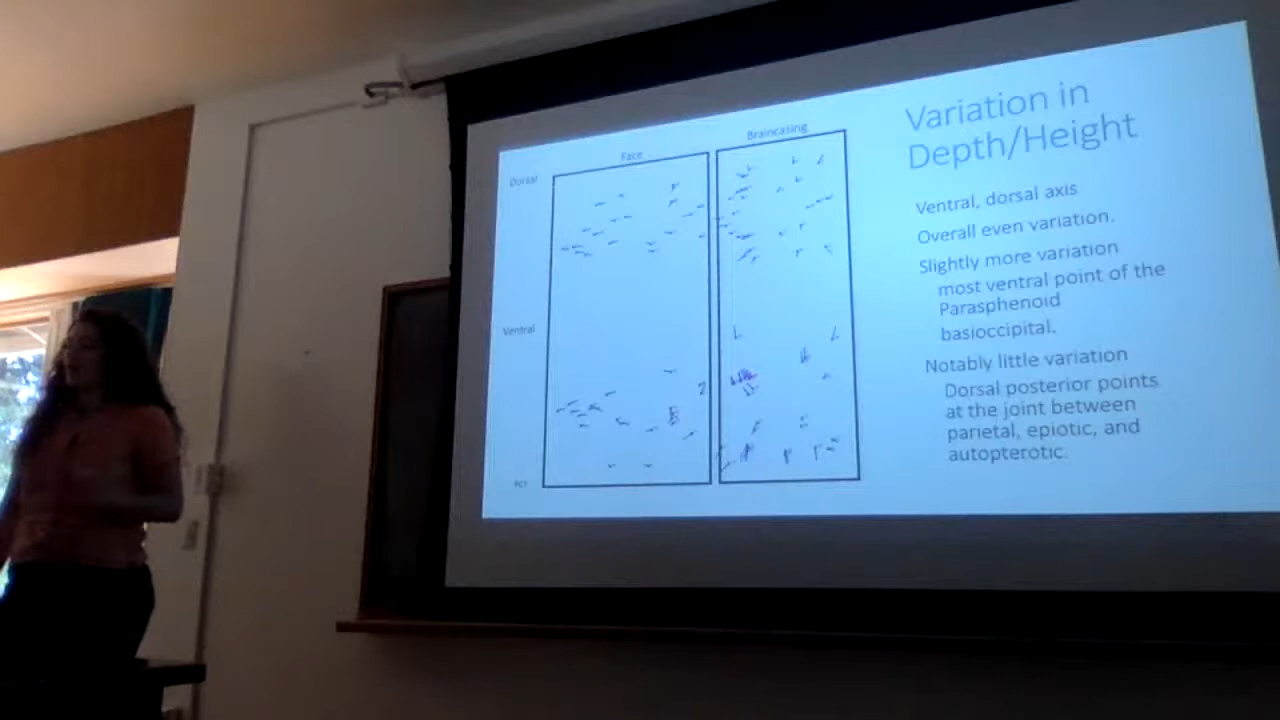 Variation in
Depth/Height
Face
Braincasing
Dorsal
Ventral
Ventral, dorsal axis
Overall even variation.
Slightly more variation
most ventral point of the
Parasphenoid
basioccipital.
Notably little variation
Dorsal posterior points
at the joint between
parietal, epiotic, and
autopterotic.